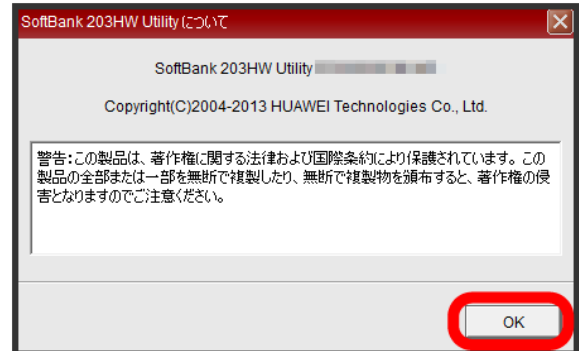 SoftBank 203HW Utilityについて
SoftBank 203HW Utility
Copyright(C)2004-2013 HUAWEI Technologies Co., Ltd.
警告:この製品は、著作権に関する法律および国際条約により保護されています。この
製品の全部または一部を無断で複製したり、無断で複製物を頒布すると、著作権の侵
害となりますのでご注意ください。
OK